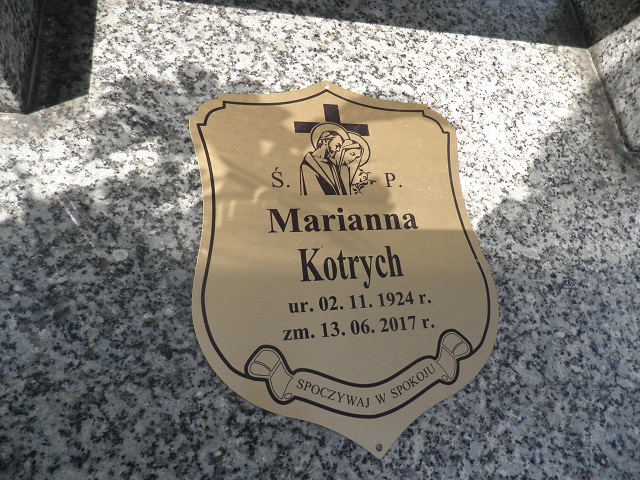 Ś. P.
Marianna
Kotrych
ur. 02. 11. 1924 r.
zm. 13. 06. 2017 r.
SPOCZYWAJ W SPOKOJU